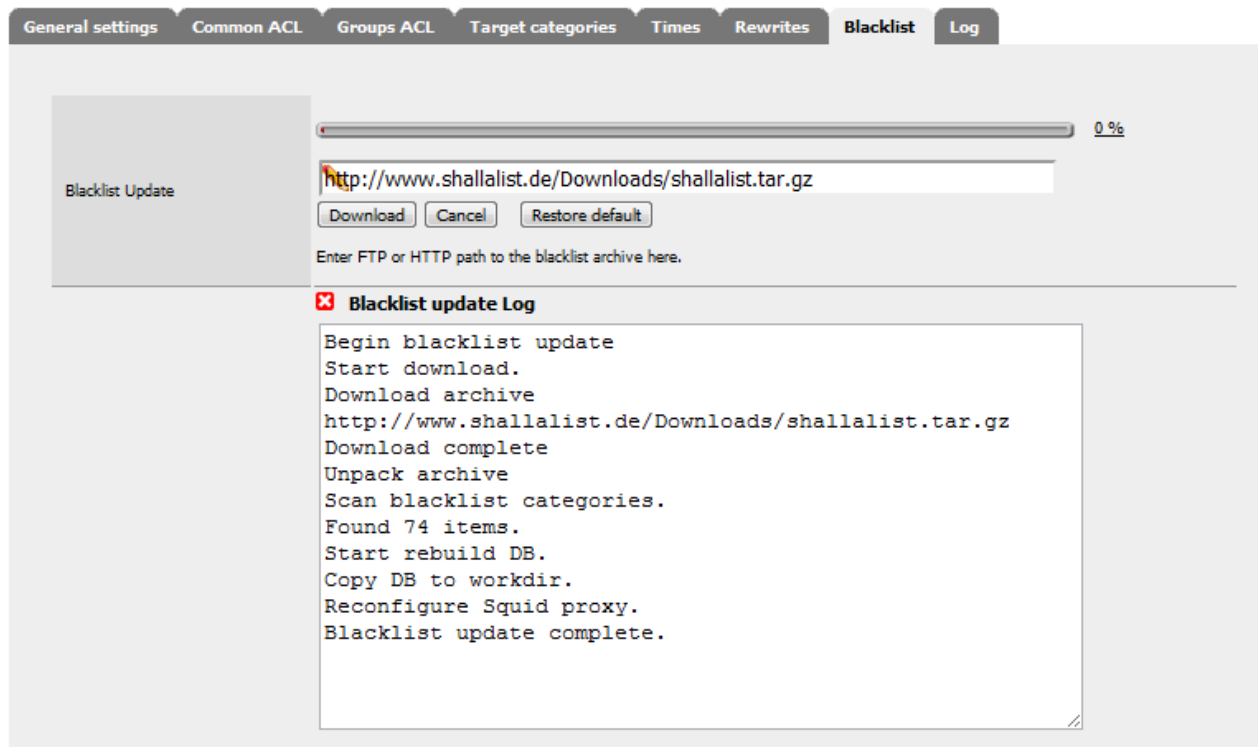 General settings Common ACL Groups ACL Target categories Times Rewrites Blacklist Log
0 %
Blacklist Update
http://www.shallalist.de/Downloads/shallalist.tar.gz
Download Cancel Restore default
Enter FTP or HTTP path to the blacklist archive here.
Blacklist update Log
Begin blacklist update
Start download.
Download archive
http://www.shallalist.de/Downloads/shallalist.tar.gz
Download complete
Unpack archive
Scan blacklist categories.
Found 74 items.
Start rebuild DB.
Copy DB to workdir.
Reconfigure Squid proxy.
Blacklist update complete.